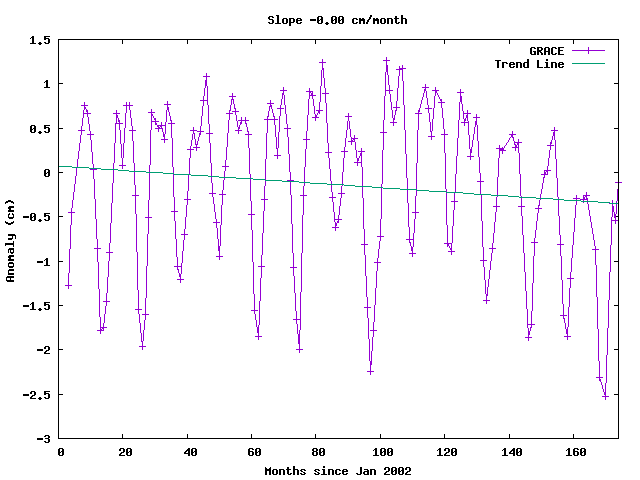 Slope -0.00 cm/month
1.5
1
0.5
0
-0.5
-1
-1.5
-2
-2.5
-3
Anomaly (cm)
GRACE
Trend Line
0 20 40 60 80 100 120 140 160
Months since Jan 2002